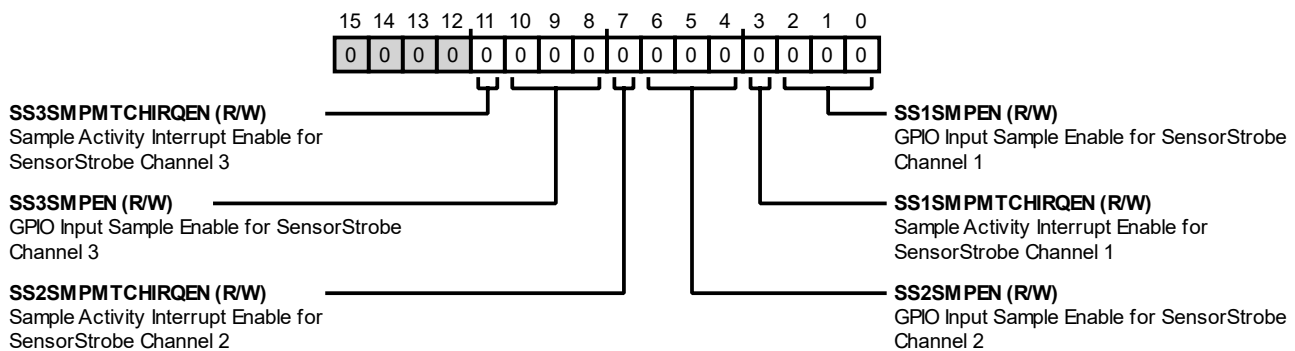 15 14 13 12 11 10 9 8 7 6 5 4 3 2 1 0
0 0 0 0 0 0 0 0 0 0 0 0 0 0 0 0
SS3SMPMTCHIRQEN (R/W)
Sample Activity Interrupt Enable for
SensorStrobe Channel 3
SS3SMPEN (R/W)
GPIO Input Sample Enable for SensorStrobe
Channel 3
SS2SMPMTCHIRQEN (R/W)
Sample Activity Interrupt Enable for
SensorStrobe Channel 2
SS1SMPEN (R/W)
GPIO Input Sample Enable for SensorStrobe
Channel 1
SS1SMPMTCHIRQEN (R/W)
Sample Activity Interrupt Enable for
SensorStrobe Channel 1
SS2SMPEN (R/W)
GPIO Input Sample Enable for SensorStrobe
Channel 2